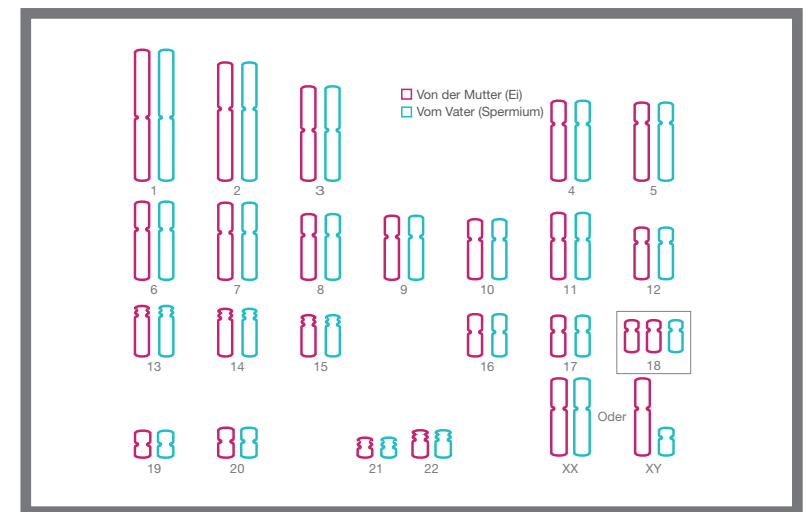 Von der Mutter (Ei)
Vom Vater (Spermium)
1 2 3 4 5
6 7 8 9 10 11 12
13 14 15 16 17 18
Oder
19 20 21 22 XX XY